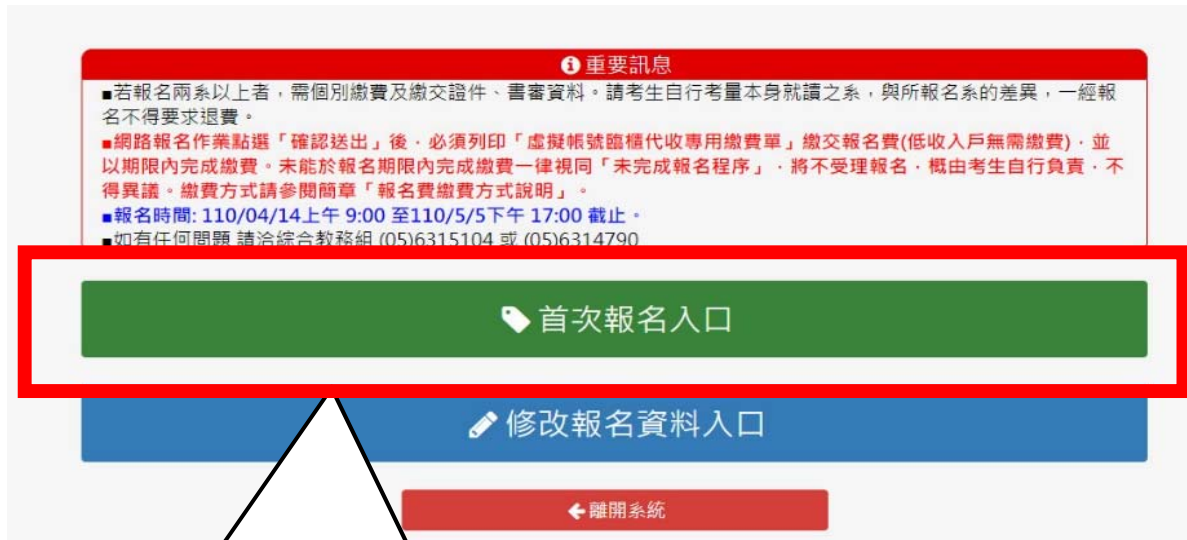 重要訊息
■若報名兩系以上者，需個別繳費及繳交證件、書審資料。請考生自行考量本身就讀之系，與所報名系的差異，一經報
名不得要求退費。
■網路報名作業點選「確認送出」後，必須列印「虛擬帳號臨櫃代收專用繳費單」繳交報名費(低收入戶無需繳費)，並
以期限內完成繳費。未能於報名期限內完成繳費一律視同「未完成報名程序」，將不受理報名，概由考生自行負責，不
得異議。繳費方式請參閱簡章「報名費繳費方式說明」。
■報名時間: 110/04/14上午 9:00 至110/5/5下午 17:00 截止。
■如有任何問題 請洽綜合教務組 (05)6315104 或 (05)6314790
首次報名入口
修改報名資料入口
離開系統